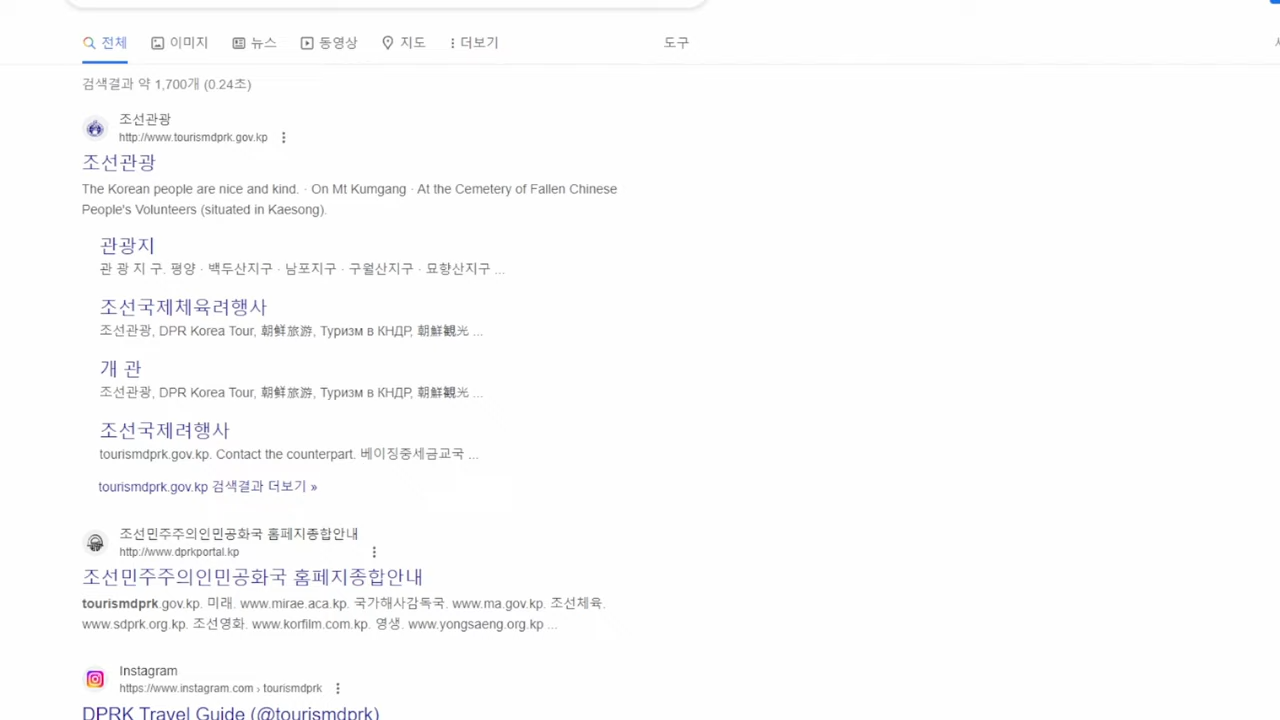 전체 이미지 뉴스 동영상 지도 더보기 도구
검색결과 약 1,700개 (0.24초)
조선관광
http://www.tourismdprk.gov.kp
조선관광
The Korean people are nice and kind. · On Mt Kumgang · At the Cemetery of Fallen Chinese
People's Volunteers (situated in Kaesong).
관광지
관 광 지 구. 평양 · 백두산지구 · 남포지구 · 구월산지구 · 묘향산지구 ...
조선국제체육려행사
조선관광, DPR Korea Tour, 朝鲜旅游, Туризм в КНДР, 朝鮮観光 ...
개 관
조선관광, DPR Korea Tour, 朝鲜旅游, Туризм в КНДР, 朝鮮観光 ...
조선국제려행사
tourismdprk.gov.kp. Contact the counterpart. 베이징중세금교국 ...
tourismdprk.gov.kp 검색결과 더보기 »
조선민주주의인민공화국 홈페지종합안내
http://www.dprkportal.kp
조선민주주의인민공화국 홈페지종합안내
tourismdprk.gov.kp. 미래. www.mirae.aca.kp. 국가해사감독국. www.ma.gov.kp. 조선체육.
www.sdprk.org.kp. 조선영화. www.korfilm.com.kp. 영생. www.yongsaeng.org.kp ...
Instagram
https://www.instagram.com › tourismdprk
DPRK Travel Guide (@tourismdprk)